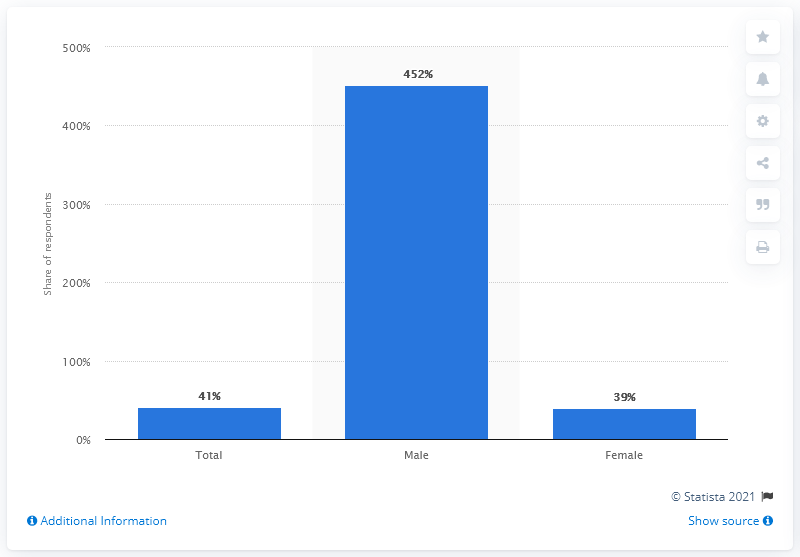 500%
452%
400%
300%
200%
100%
41%
39%
0%
Share of respondents
Total
Male
Female
© Statista 2021
Additional Information
Show source